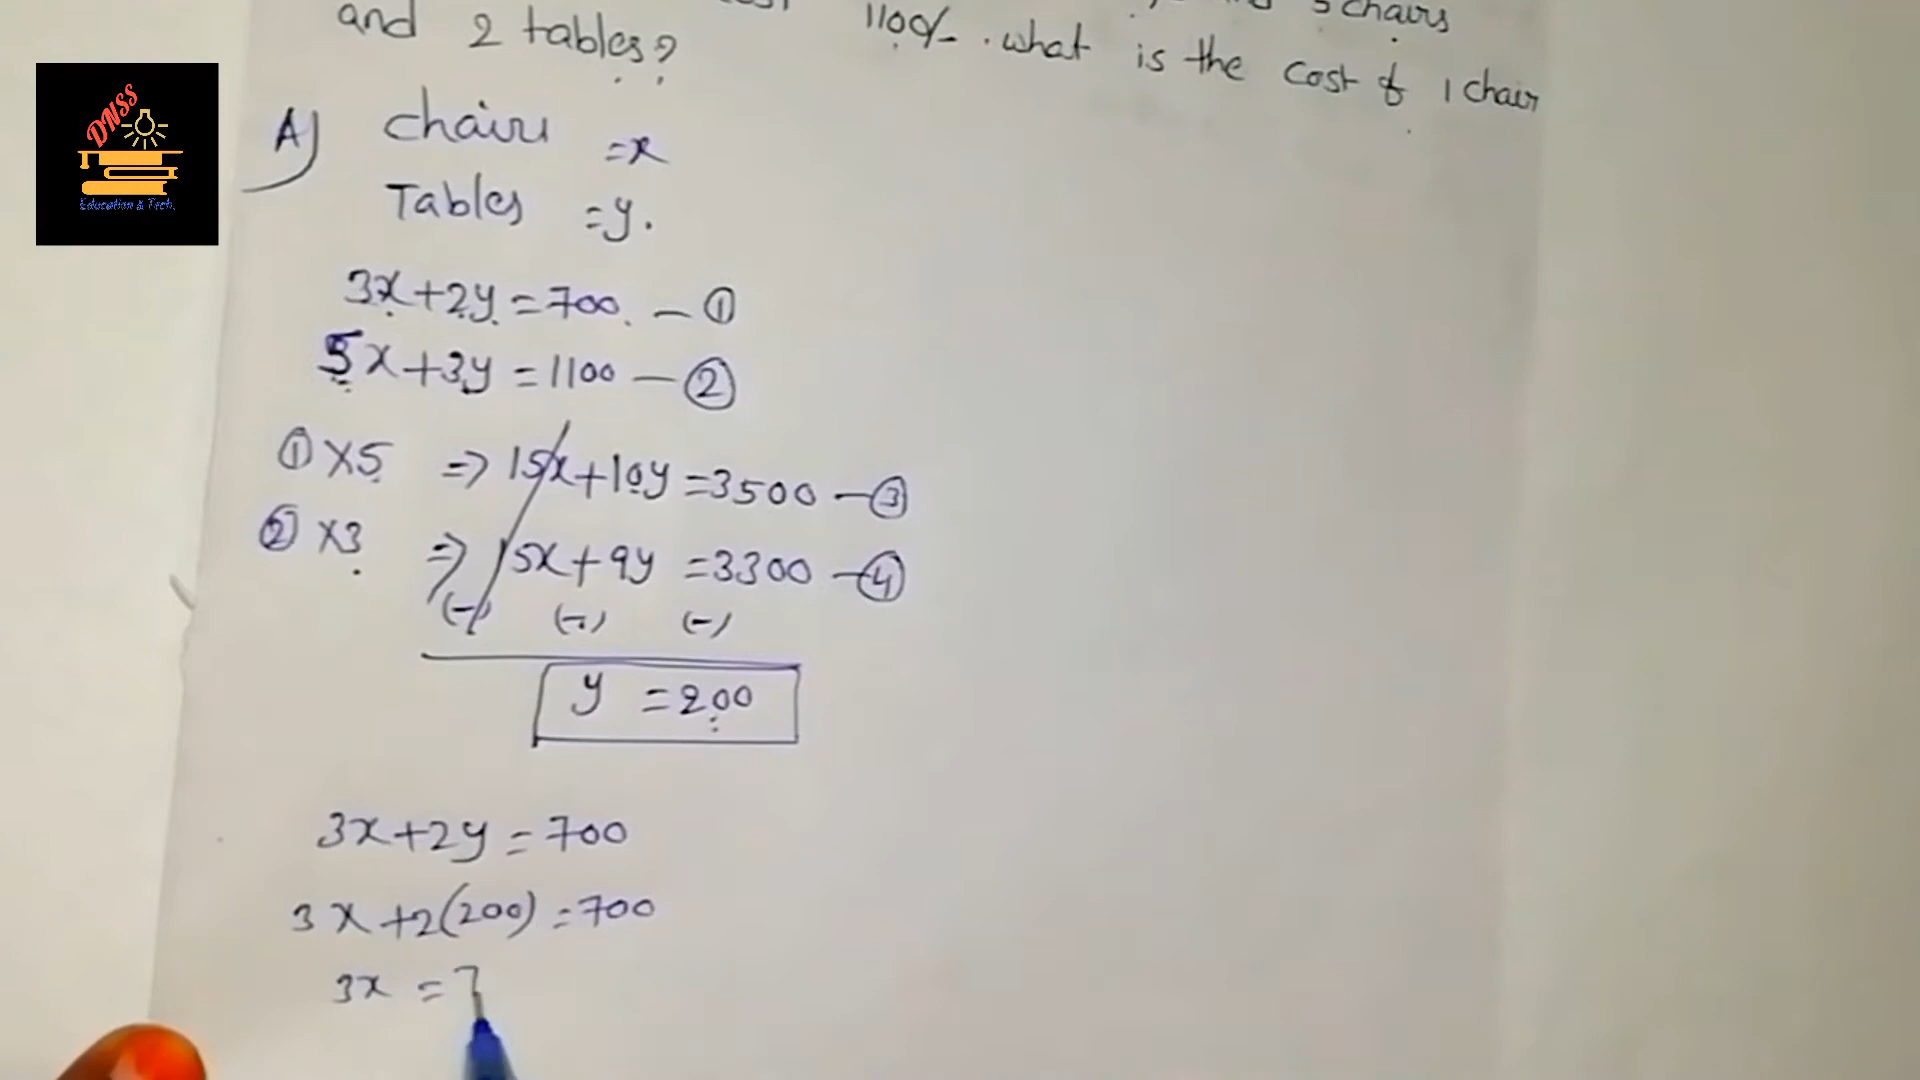 5 chairs
and 2 tables? 1100/- . what is the cost of 1 chair
DNSS
Education & Tech.
A) chairs = x
Tables = y.
3x+2y = 700. — ①
5x+3y = 1100 — ②
① X5 => 15x+10y = 3500 — ③
② X3 => 15x+9y = 3300 — ④
(-) (-) (-)
y = 200
3x+2y = 700
3x+2(200) = 700
3x = 7